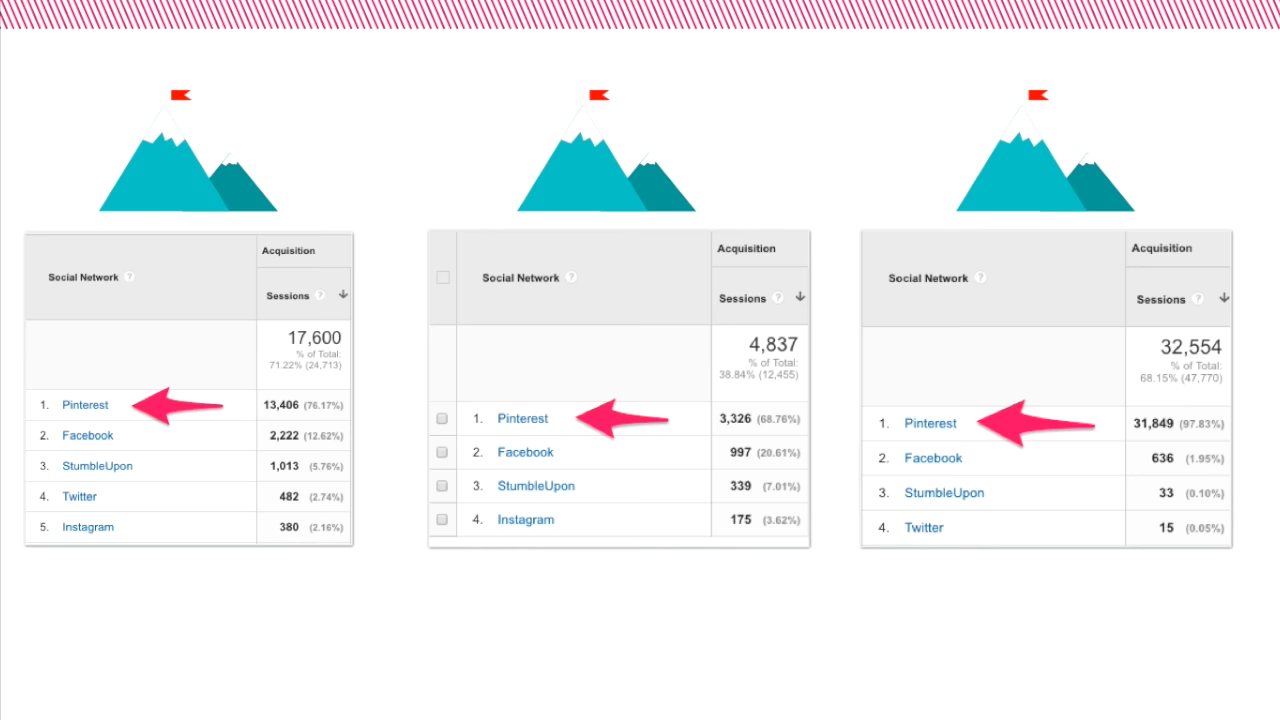 Acquisition
Social Network ?
Sessions ?
17,600
% of Total:
71.22% (24,713)
1. Pinterest 13,406 (76.17%)
2. Facebook 2,222 (12.62%)
3. StumbleUpon 1,013 (5.76%)
4. Twitter 482 (2.74%)
5. Instagram 380 (2.16%)
Acquisition
Social Network ?
Sessions ?
4,837
% of Total:
38.84% (12,455)
1. Pinterest 3,326 (68.76%)
2. Facebook 997 (20.61%)
3. StumbleUpon 339 (7.01%)
4. Instagram 175 (3.62%)
Acquisition
Social Network ?
Sessions ?
32,554
% of Total:
68.15% (47,770)
1. Pinterest 31,849 (97.83%)
2. Facebook 636 (1.95%)
3. StumbleUpon 33 (0.10%)
4. Twitter 15 (0.05%)